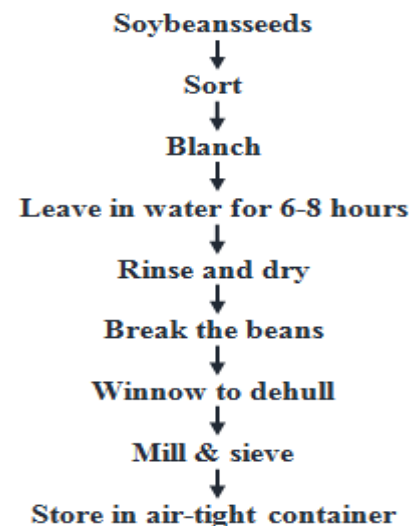 Soybeansseeds
Sort
Blanch
Leave in water for 6-8 hours
Rinse and dry
Break the beans
Winnow to dehull
Mill & sieve
Store in air-tight container